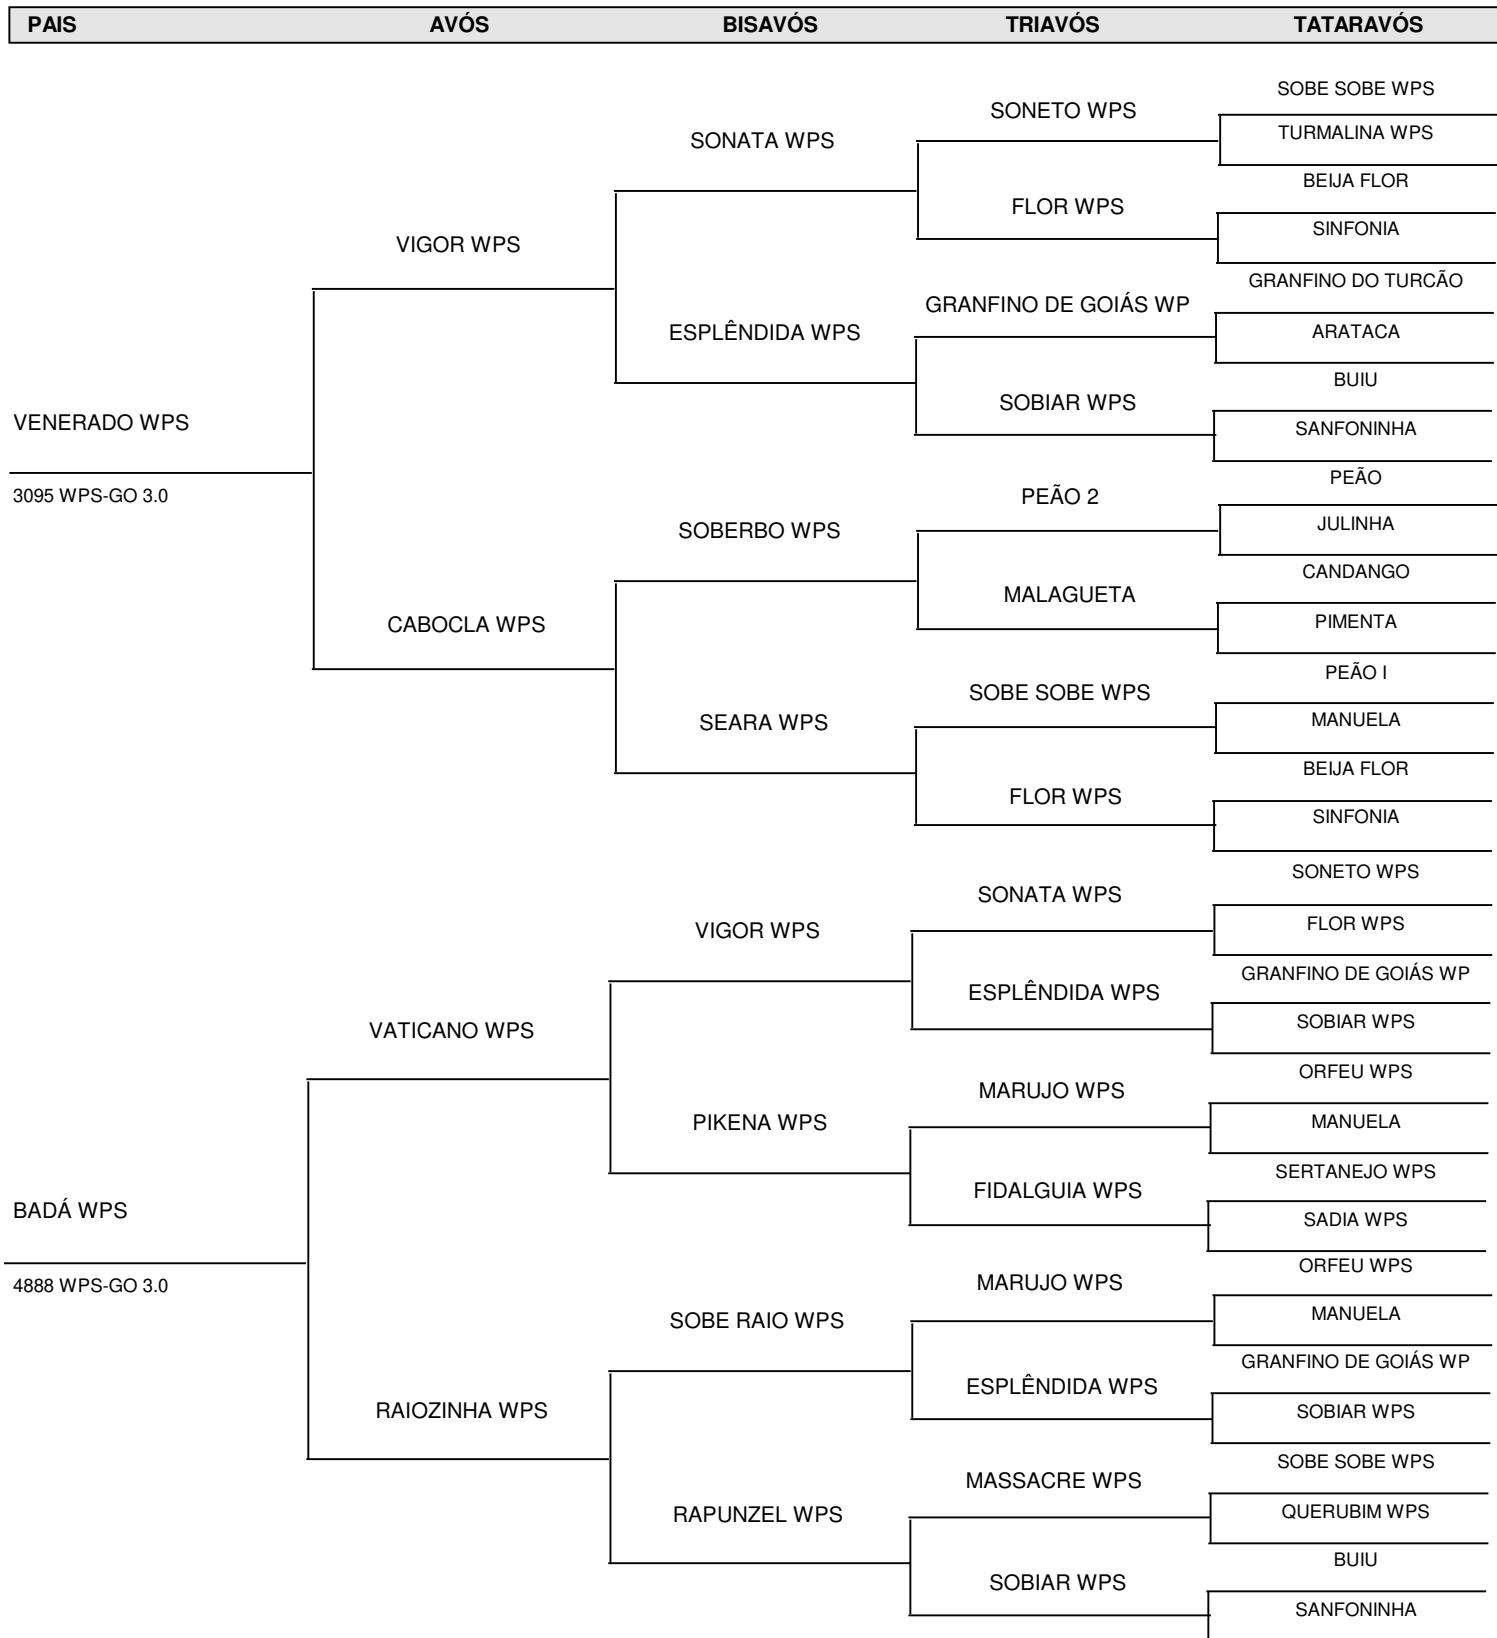 PAIS AVÓS BISAVÓS TRIAVÓS TATARAVÓS
SOBE SOBE WPS
SONETO WPS
TURMALINA WPS
SONATA WPS
BEIJA FLOR
FLOR WPS
SINFONIA
VIGOR WPS
GRANFINO DO TURCÃO
GRANFINO DE GOIÁS WP
ARATACA
ESPLÊNDIDA WPS
BUIU
SOBIAR WPS
SANFONINHA
VENERADO WPS
3095 WPS-GO 3.0
PEÃO
PEÃO 2
JULINHA
SOBERBO WPS
CANDANGO
MALAGUETA
PIMENTA
CABOCLA WPS
PEÃO I
SOBE SOBE WPS
MANUELA
SEARA WPS
BEIJA FLOR
FLOR WPS
SINFONIA
SONETO WPS
SONATA WPS
FLOR WPS
VIGOR WPS
GRANFINO DE GOIÁS WP
ESPLÊNDIDA WPS
SOBIAR WPS
VATICANO WPS
ORFEU WPS
MARUJO WPS
MANUELA
PIKENA WPS
SERTANEJO WPS
FIDALGUIA WPS
SADIA WPS
BADÁ WPS
4888 WPS-GO 3.0
ORFEU WPS
MARUJO WPS
MANUELA
SOBE RAIO WPS
GRANFINO DE GOIÁS WP
ESPLÊNDIDA WPS
SOBIAR WPS
RAIOZINHA WPS
SOBE SOBE WPS
MASSACRE WPS
QUERUBIM WPS
RAPUNZEL WPS
BUIU
SOBIAR WPS
SANFONINHA